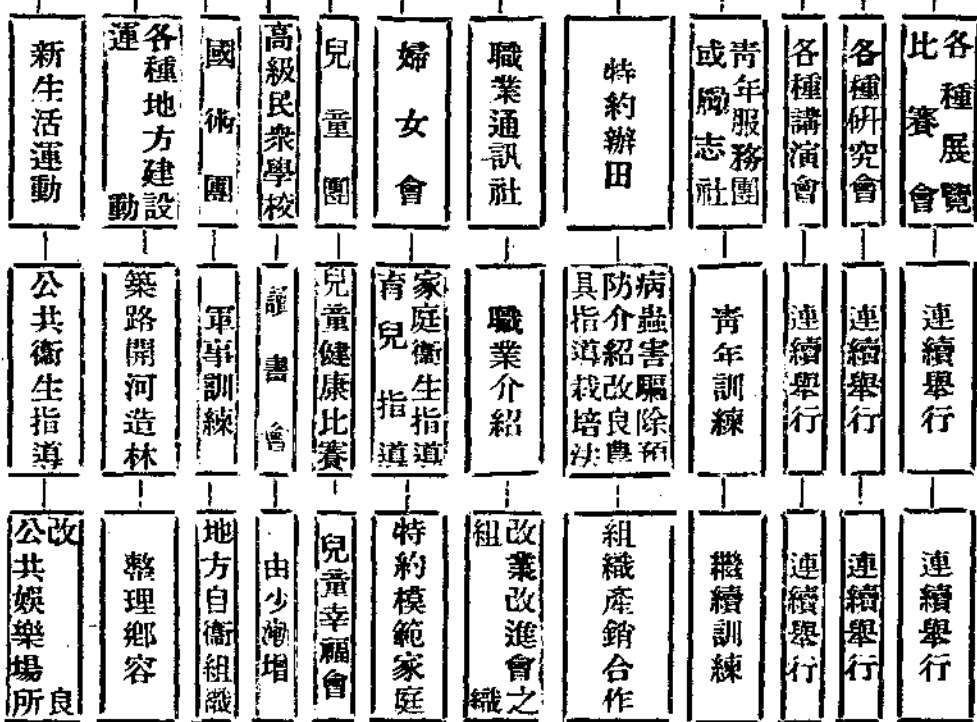 各種展覽
比賽會
各種研究會
各種講演會
青年服務團
或勵志社
特約辦田
職業通訊社
婦女會
兒童團
高級民衆學校
國術團
各種地方建設
運動
新生活運動
連續舉行
連續舉行
連續舉行
青年訓練
病蟲害驅除預
防介紹改良農
具指導栽培法
職業介紹
家庭衞生指導
育兒指導
兒童健康比賽
讀書會
軍事訓練
築路開河造林
公共衞生指導
連續舉行
連續舉行
連續舉行
繼續訓練
組織產銷合作
改業改進會之
組織
特約模範家庭
兒童幸福會
由少漸增
地方自衞組織
整理鄉容
改良
公共娛樂場所